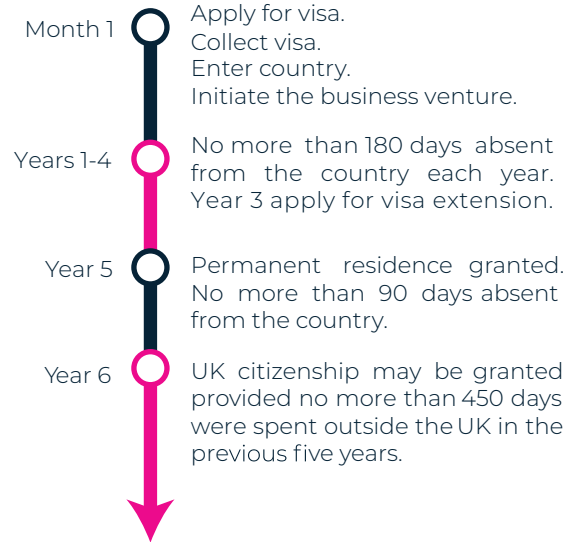 Month 1
Apply for visa.
Collect visa.
Enter country.
Initiate the business venture.
Years 1-4
No more than 180 days absent
from the country each year.
Year 3 apply for visa extension.
Year 5
Permanent residence granted.
No more than 90 days absent
from the country.
Year 6
UK citizenship may be granted
provided no more than 450 days
were spent outside the UK in the
previous five years.